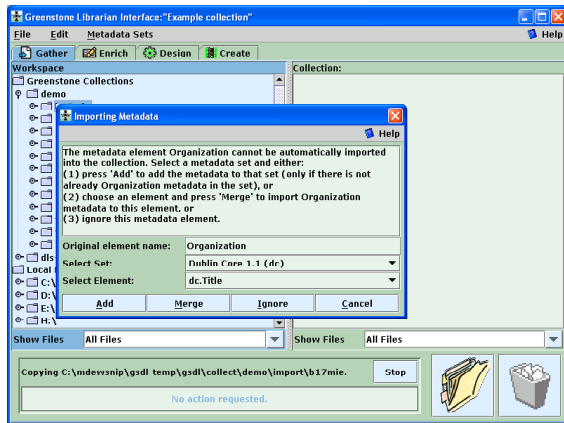 Greenstone Librarian Interface:"Example collection"
File Edit Metadata Sets Help
Gather Enrich Design Create
Workspace
Collection:
Greenstone Collections
demo
Importing Metadata
Help
The metadata element Organization cannot be automatically imported
into the collection. Select a metadata set and either:
(1) press 'Add' to add the metadata to that set (only if there is not
already Organization metadata in the set), or
(2) choose an element and press 'Merge' to import Organization
metadata to this element, or
(3) ignore this metadata element.
Original element name: Organization
Select Set: Dublin Core 1.1 (dc)
Select Element: dc.Title
Add Merge Ignore Cancel
dls
Local
C:\
D:\
E:\
H:\
Show Files All Files
Show Files All Files
Copying C:\mdewsnip\gsdl temp\gsdl\collect\demo\import\b17mie. Stop
No action requested.